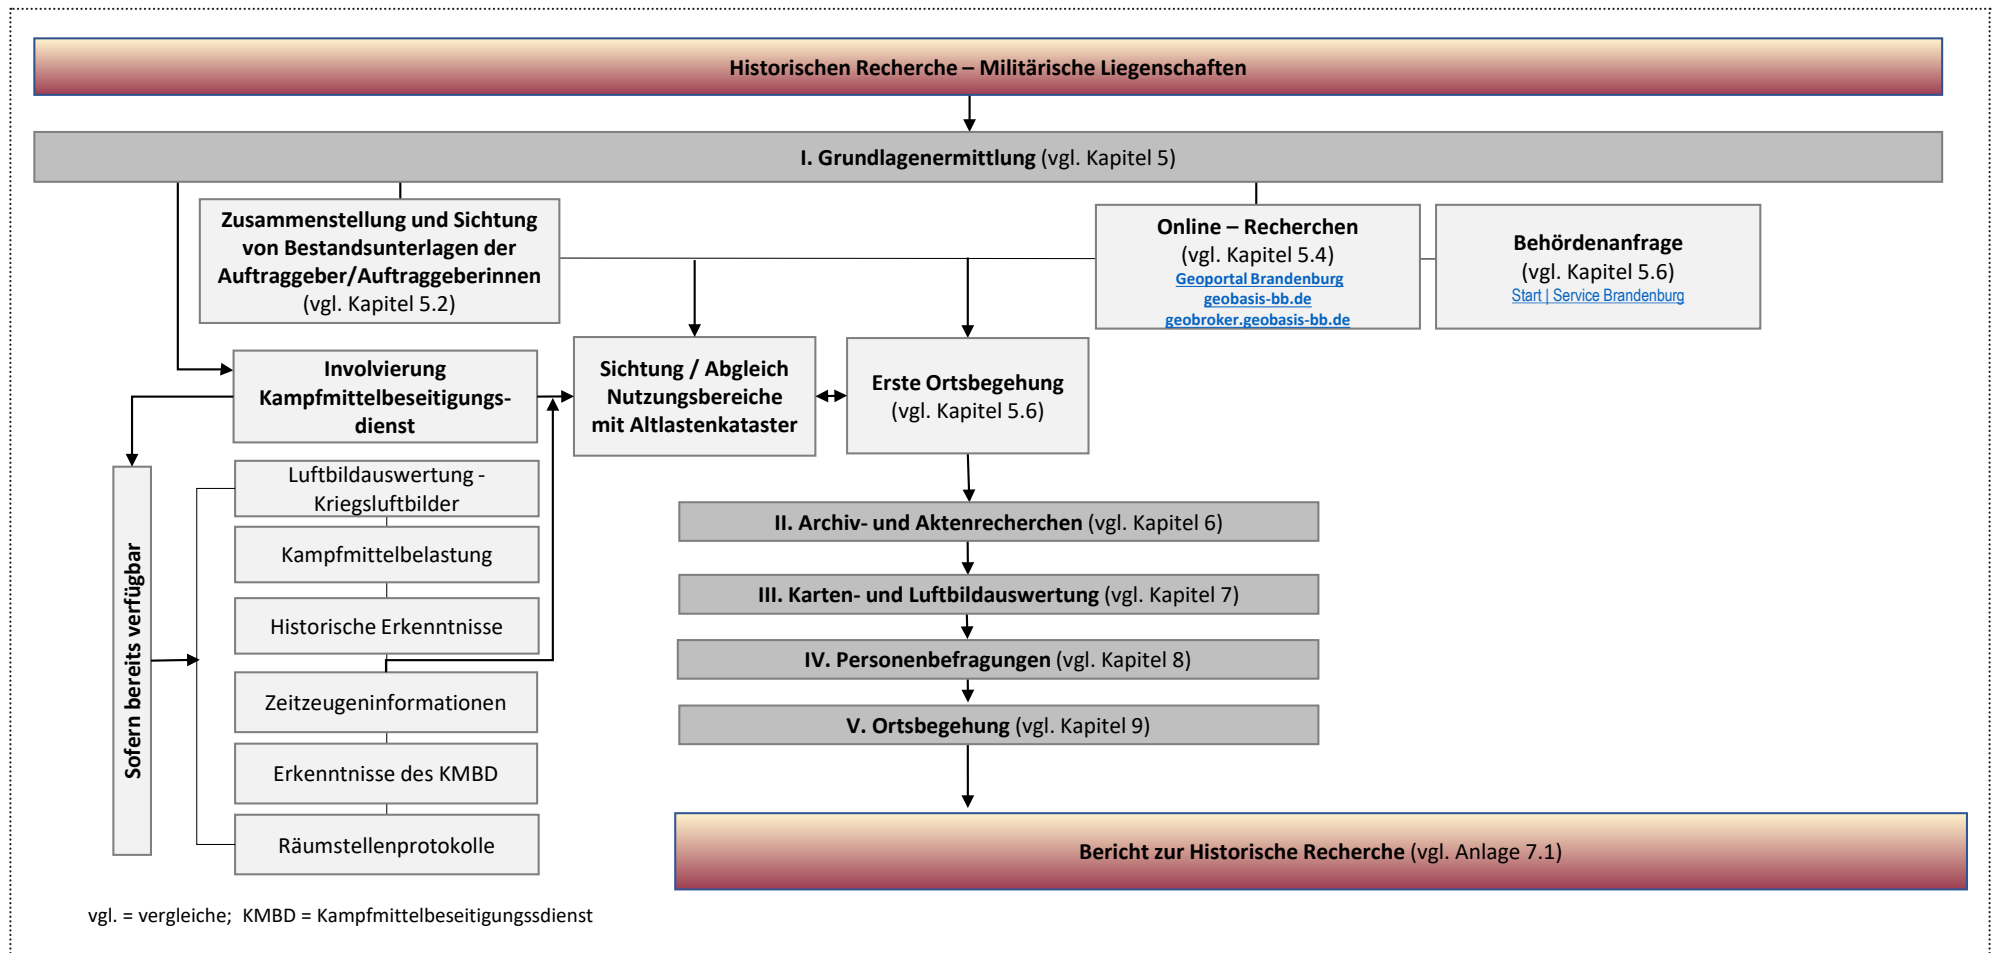 Historischen Recherche – Militärische Liegenschaften
I. Grundlagenermittlung (vgl. Kapitel 5)
Zusammenstellung und Sichtung
von Bestandsunterlagen der
Auftraggeber/Auftraggeberinnen
(vgl. Kapitel 5.2)
Online – Recherchen
(vgl. Kapitel 5.4)
Geoportal Brandenburg
geobasis-bb.de
geobroker.geobasis-bb.de
Behördenanfrage
(vgl. Kapitel 5.6)
Start | Service Brandenburg
Involvierung
Kampfmittelbeseitigungs-
dienst
Sichtung / Abgleich
Nutzungsbereiche
mit Altlastenkataster
Erste Ortsbegehung
(vgl. Kapitel 5.6)
Sofern bereits verfügbar
Luftbildauswertung -
Kriegsluftbilder
Kampfmittelbelastung
Historische Erkenntnisse
Zeitzeugeninformationen
Erkenntnisse des KMBD
Räumstellenprotokolle
II. Archiv- und Aktenrecherchen (vgl. Kapitel 6)
III. Karten- und Luftbildauswertung (vgl. Kapitel 7)
IV. Personenbefragungen (vgl. Kapitel 8)
V. Ortsbegehung (vgl. Kapitel 9)
Bericht zur Historische Recherche (vgl. Anlage 7.1)
vgl. = vergleiche; KMBD = Kampfmittelbeseitigungssdienst